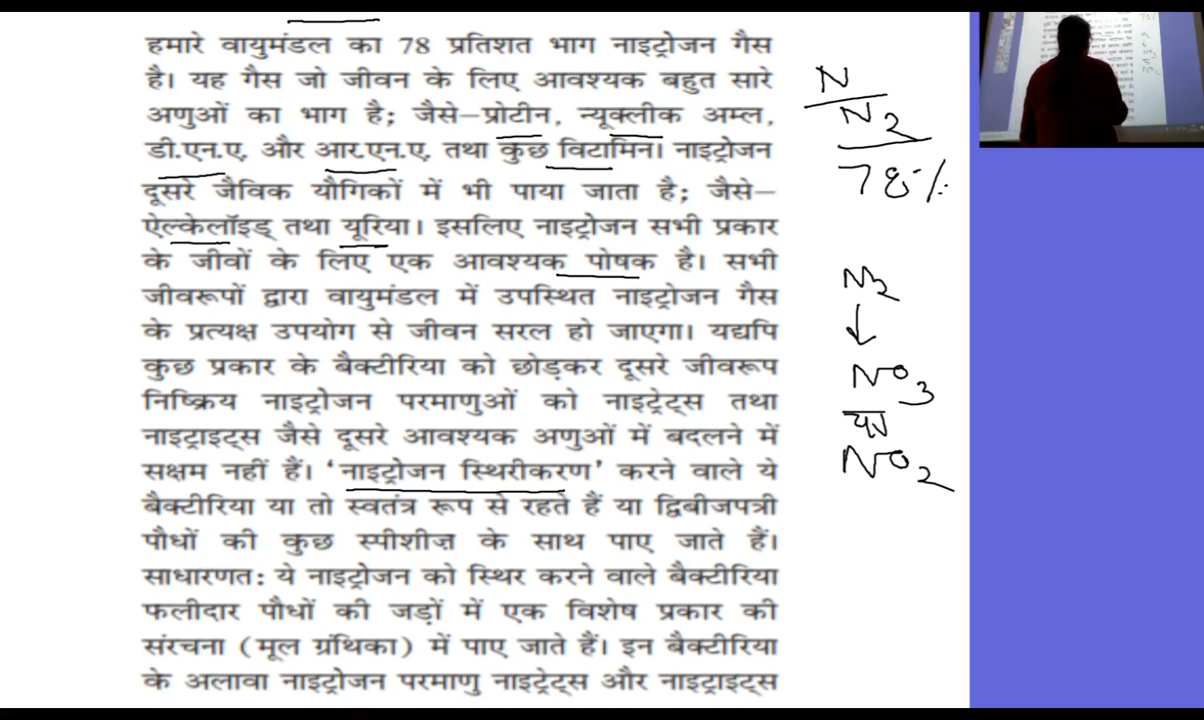 हमारे वायुमंडल का 78 प्रतिशत भाग नाइट्रोजन गैस
है। यह गैस जो जीवन के लिए आवश्यक बहुत सारे
अणुओं का भाग है; जैसे–प्रोटीन, न्यूक्लीक अम्ल,
डी.एन.ए. और आर.एन.ए. तथा कुछ विटामिन। नाइट्रोजन
दूसरे जैविक यौगिकों में भी पाया जाता है; जैसे–
ऐल्केलॉइड् तथा यूरिया। इसलिए नाइट्रोजन सभी प्रकार
के जीवों के लिए एक आवश्यक पोषक है। सभी
जीवरूपों द्वारा वायुमंडल में उपस्थित नाइट्रोजन गैस
के प्रत्यक्ष उपयोग से जीवन सरल हो जाएगा। यद्यपि
कुछ प्रकार के बैक्टीरिया को छोड़कर दूसरे जीवरूप
निष्क्रिय नाइट्रोजन परमाणुओं को नाइट्रेट्स तथा
नाइट्राइट्स जैसे दूसरे आवश्यक अणुओं में बदलने में
सक्षम नहीं हैं। ‘नाइट्रोजन स्थिरीकरण’ करने वाले ये
बैक्टीरिया या तो स्वतंत्र रूप से रहते हैं या द्विबीजपत्री
पौधों की कुछ स्पीशीज़ के साथ पाए जाते हैं।
साधारणत: ये नाइट्रोजन को स्थिर करने वाले बैक्टीरिया
फलीदार पौधों की जड़ों में एक विशेष प्रकार की
संरचना (मूल ग्रंथिका) में पाए जाते हैं। इन बैक्टीरिया
के अलावा नाइट्रोजन परमाणु नाइट्रेट्स और नाइट्राइट्स
N
N2
78%
N2
↓
NO3
या
NO2